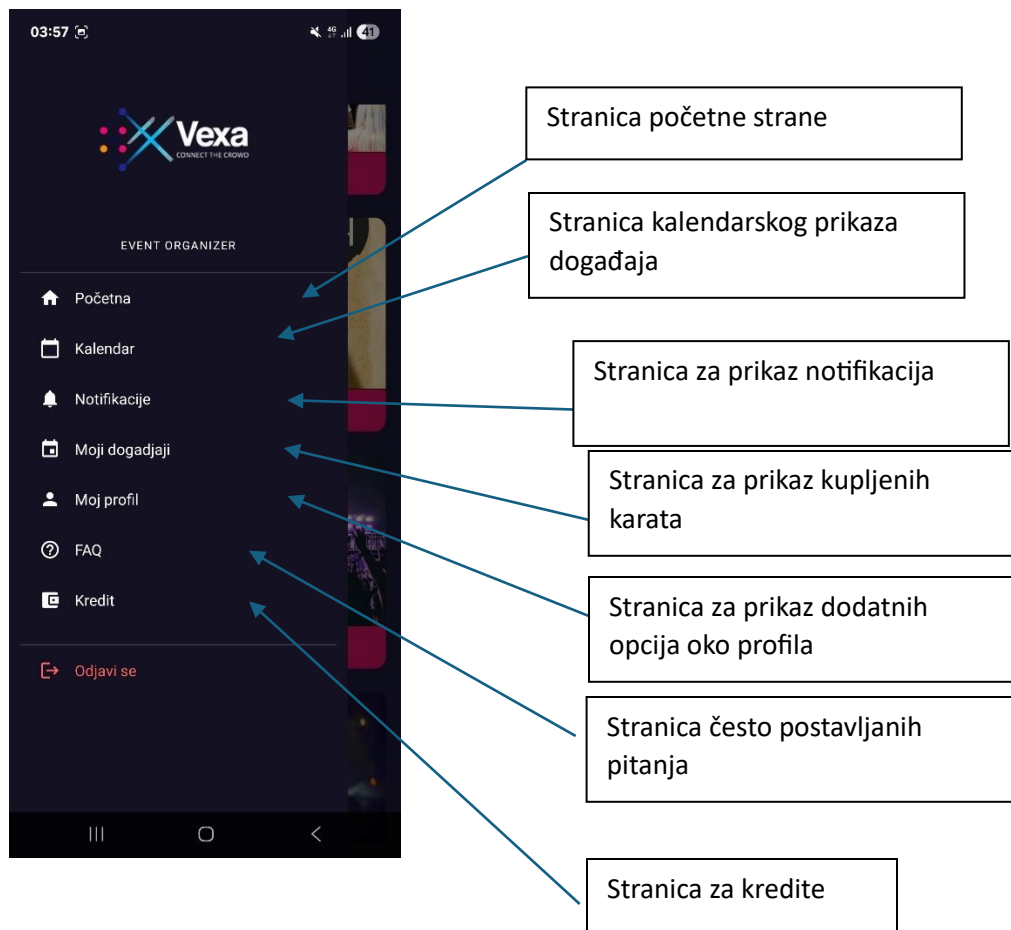 03:57
4G
41
Vexa
CONNECT THE CROWD
EVENT ORGANIZER
Početna
Kalendar
Notifikacije
Moji dogadjaji
Moj profil
FAQ
Kredit
Odjavi se
Stranica početne strane
Stranica kalendarskog prikaza
događaja
Stranica za prikaz notifikacija
Stranica za prikaz kupljenih
karata
Stranica za prikaz dodatnih
opcija oko profila
Stranica često postavljanih
pitanja
Stranica za kredite